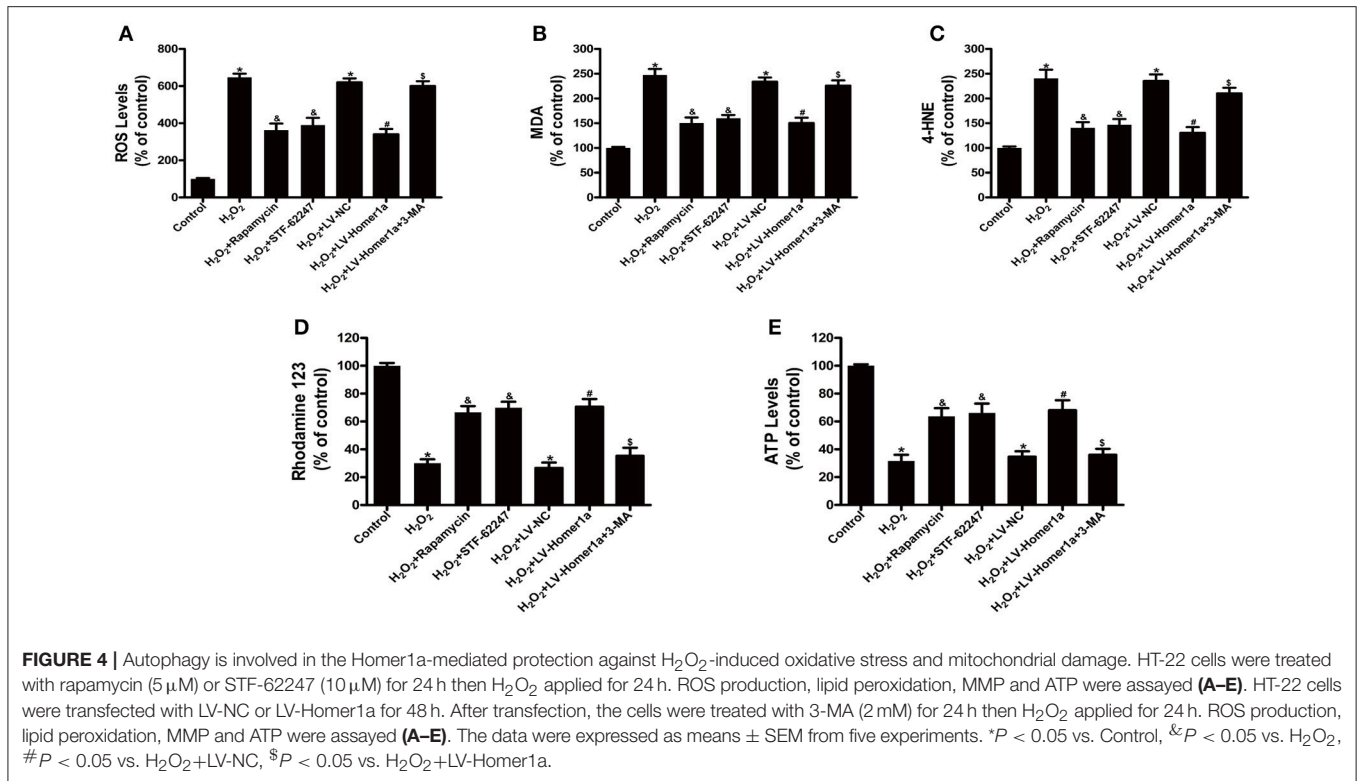 A
ROS Levels
(% of control)
800
600
400
200
0
*
&
&
*
#
$
Control
H₂O₂
H₂O₂+Rapamycin
H₂O₂+STF-62247
H₂O₂+LV-NC
H₂O₂+LV-Homer1a
H₂O₂+LV-Homer1a+3-MA
B
MDA
(% of control)
300
250
200
150
100
50
0
*
&
&
*
#
$
Control
H₂O₂
H₂O₂+Rapamycin
H₂O₂+STF-62247
H₂O₂+LV-NC
H₂O₂+LV-Homer1a
H₂O₂+LV-Homer1a+3-MA
C
4-HNE
(% of control)
300
250
200
150
100
50
0
*
&
&
*
#
$
Control
H₂O₂
H₂O₂+Rapamycin
H₂O₂+STF-62247
H₂O₂+LV-NC
H₂O₂+LV-Homer1a
H₂O₂+LV-Homer1a+3-MA
D
Rhodamine 123
(% of control)
120
100
80
60
40
20
0
*
&
&
*
#
$
Control
H₂O₂
H₂O₂+Rapamycin
H₂O₂+STF-62247
H₂O₂+LV-NC
H₂O₂+LV-Homer1a
H₂O₂+LV-Homer1a+3-MA
E
ATP Levels
(% of control)
120
100
80
60
40
20
0
*
&
&
*
#
$
Control
H₂O₂
H₂O₂+Rapamycin
H₂O₂+STF-62247
H₂O₂+LV-NC
H₂O₂+LV-Homer1a
H₂O₂+LV-Homer1a+3-MA
FIGURE 4 | Autophagy is involved in the Homer1a-mediated protection against H₂O₂-induced oxidative stress and mitochondrial damage. HT-22 cells were treated
with rapamycin (5 μM) or STF-62247 (10 μM) for 24 h then H₂O₂ applied for 24 h. ROS production, lipid peroxidation, MMP and ATP were assayed (A–E). HT-22 cells
were transfected with LV-NC or LV-Homer1a for 48 h. After transfection, the cells were treated with 3-MA (2 mM) for 24 h then H₂O₂ applied for 24 h. ROS production,
lipid peroxidation, MMP and ATP were assayed (A–E). The data were expressed as means ± SEM from five experiments. *P < 0.05 vs. Control, &P < 0.05 vs. H₂O₂,
#P < 0.05 vs. H₂O₂+LV-NC, $P < 0.05 vs. H₂O₂+LV-Homer1a.